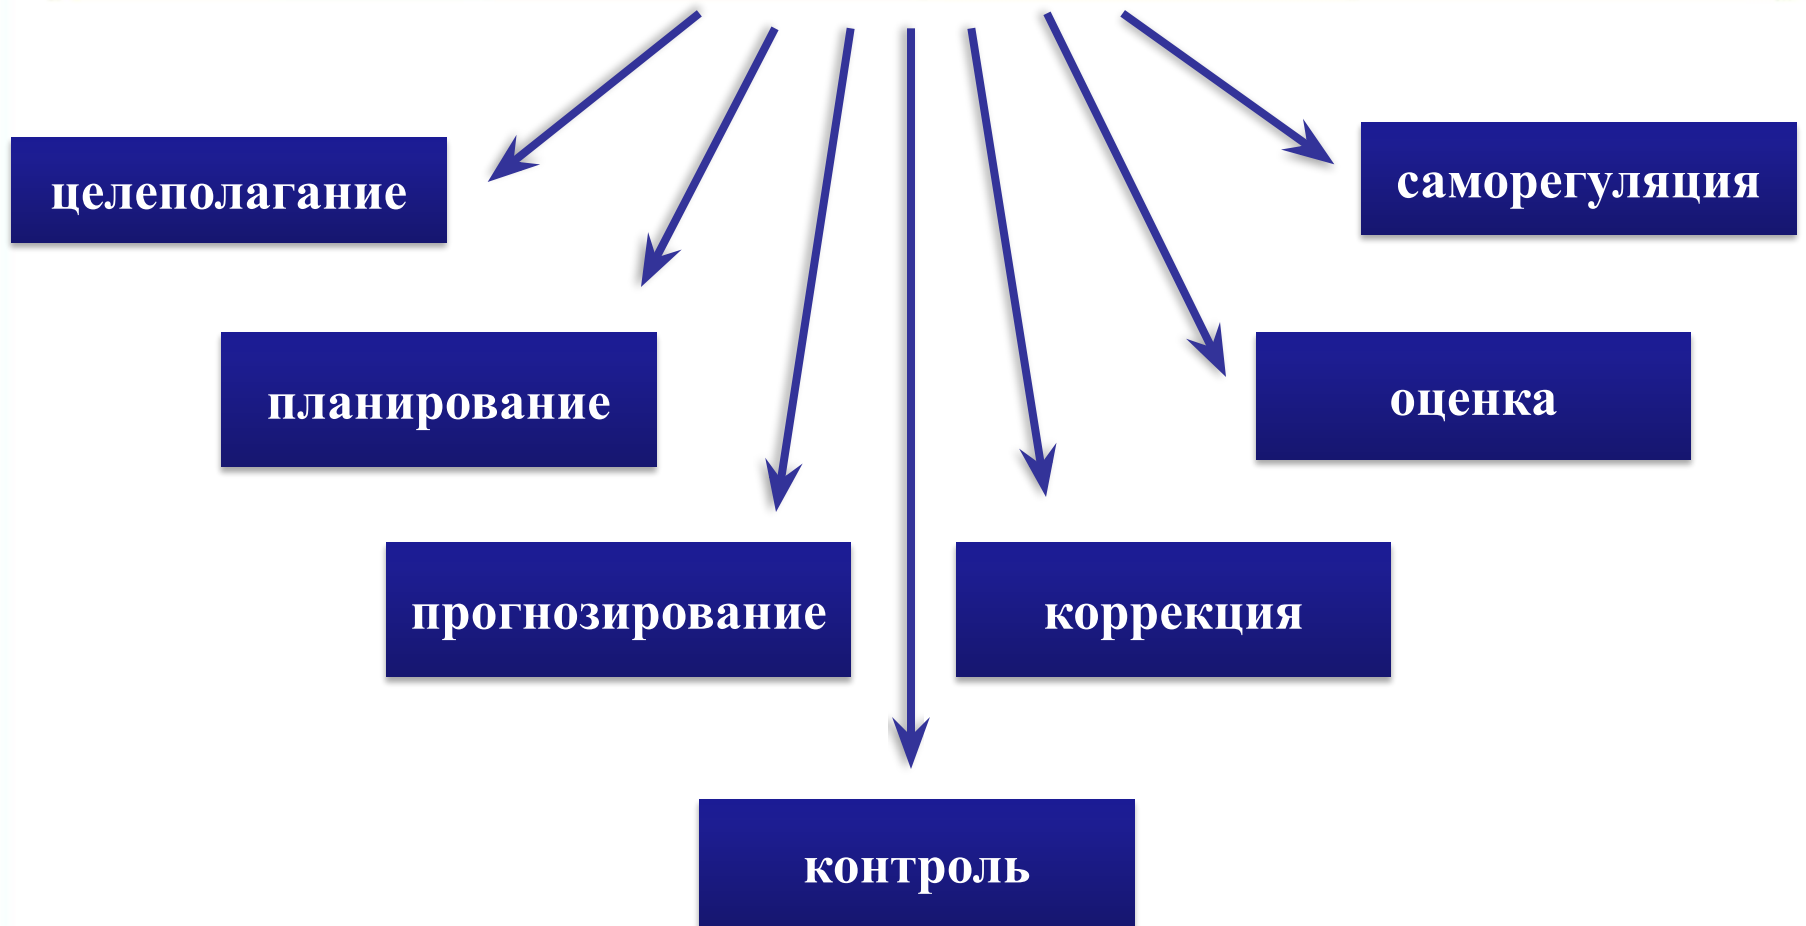 целеполагание
планирование
прогнозирование
контроль
коррекция
оценка
саморегуляция